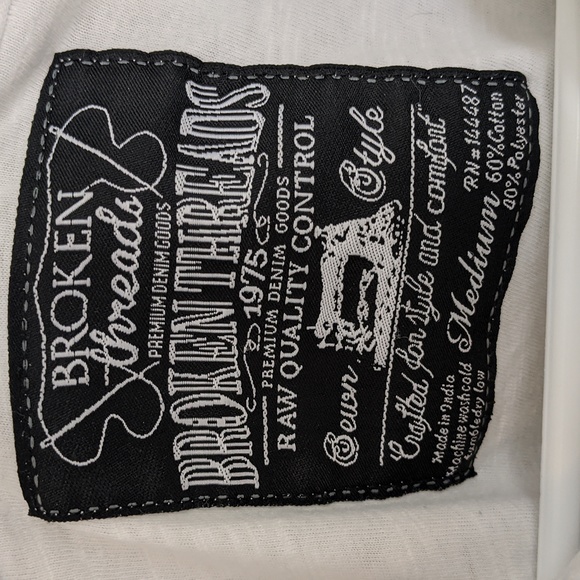 BROKEN
threads
PREMIUM DENIM GOODS
BROKEN THREADS
1975
PREMIUM DENIM GOODS
RAW QUALITY CONTROL
Sewn Style
Crafted for style and comfort
made in India RN#144487
Machine wash cold Medium 60%Cotton
tumble dry low 40% Polyester